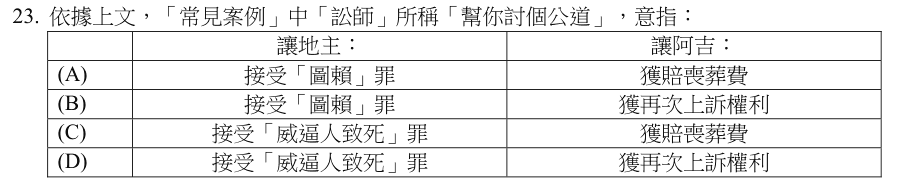 23. 依據上文，「常見案例」中「訟師」所稱「幫你討個公道」，意指：
讓地主： 讓阿吉：
(A) 接受「圖賴」罪 獲賠喪葬費
(B) 接受「圖賴」罪 獲再次上訴權利
(C) 接受「威逼人致死」罪 獲賠喪葬費
(D) 接受「威逼人致死」罪 獲再次上訴權利